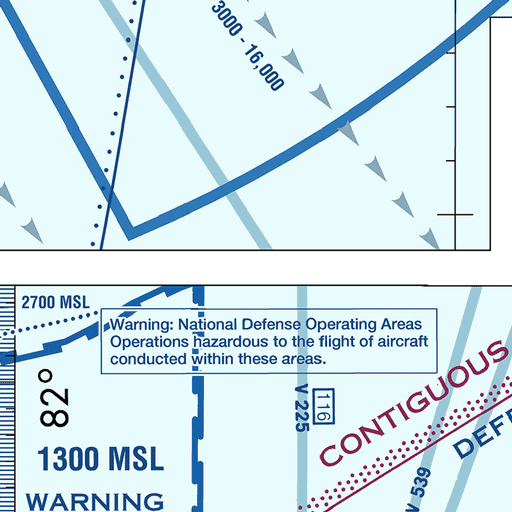 3000 - 16,000
2700 MSL
Warning: National Defense Operating Areas
Operations hazardous to the flight of aircraft
conducted within these areas.
82°
V 225
116
CONTIGUOUS
DEFE
1300 MSL
V 539
WARNING